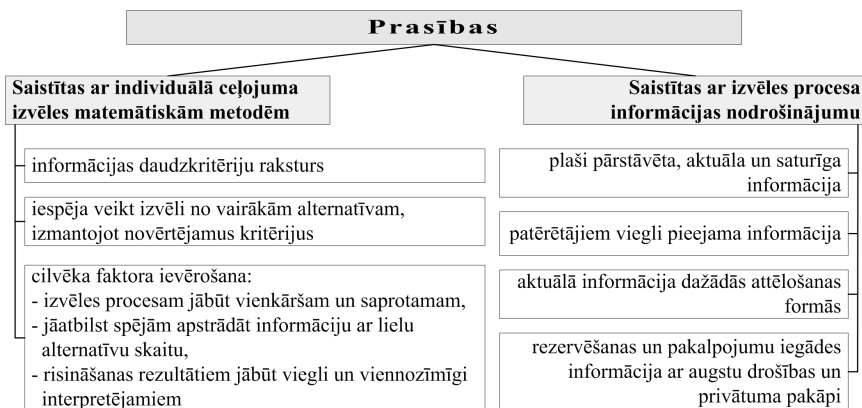 Prasības
Saistītas ar individuālā ceļojuma
izvēles matemātiskām metodēm
informācijas daudzkritēriju raksturs
iespēja veikt izvēli no vairākām alternatīvam,
izmantojot novērtējamus kritērijus
cilvēka faktora ievērošana:
- izvēles procesam jābūt vienkāršam un saprotamam,
- jāatbilst spējām apstrādāt informāciju ar lielu
alternatīvu skaitu,
- risināšanas rezultātiem jābūt viegli un viennozīmīgi
interpretējamiem
Saistītas ar izvēles procesa
informācijas nodrošinājumu
plaši pārstāvēta, aktuāla un saturīga
informācija
patērētājiem viegli pieejama informācija
aktuālā informācija dažādās attēlošanas
formās
rezervēšanas un pakalpojumu iegādes
informācija ar augstu drošības un
privātuma pakāpi